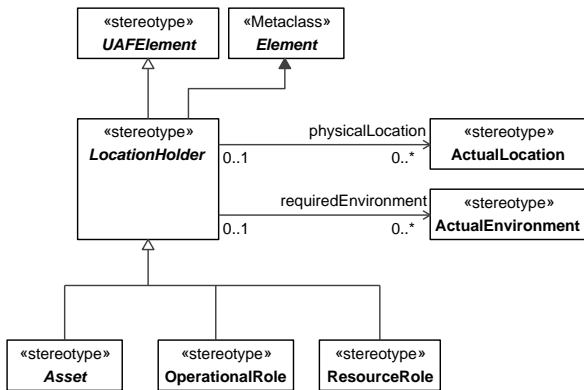 «stereotype»
UAFElement
«Metaclass»
Element
«stereotype»
LocationHolder
physicalLocation
0..1
0..*
«stereotype»
ActualLocation
requiredEnvironment
0..1
0..*
«stereotype»
ActualEnvironment
«stereotype»
Asset
«stereotype»
OperationalRole
«stereotype»
ResourceRole